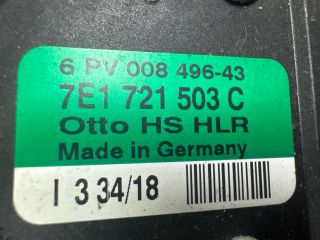 6 PV 008 496-43
7E1 721 503 C
Otto HS HLR
Made in Germany
I 3 34/18